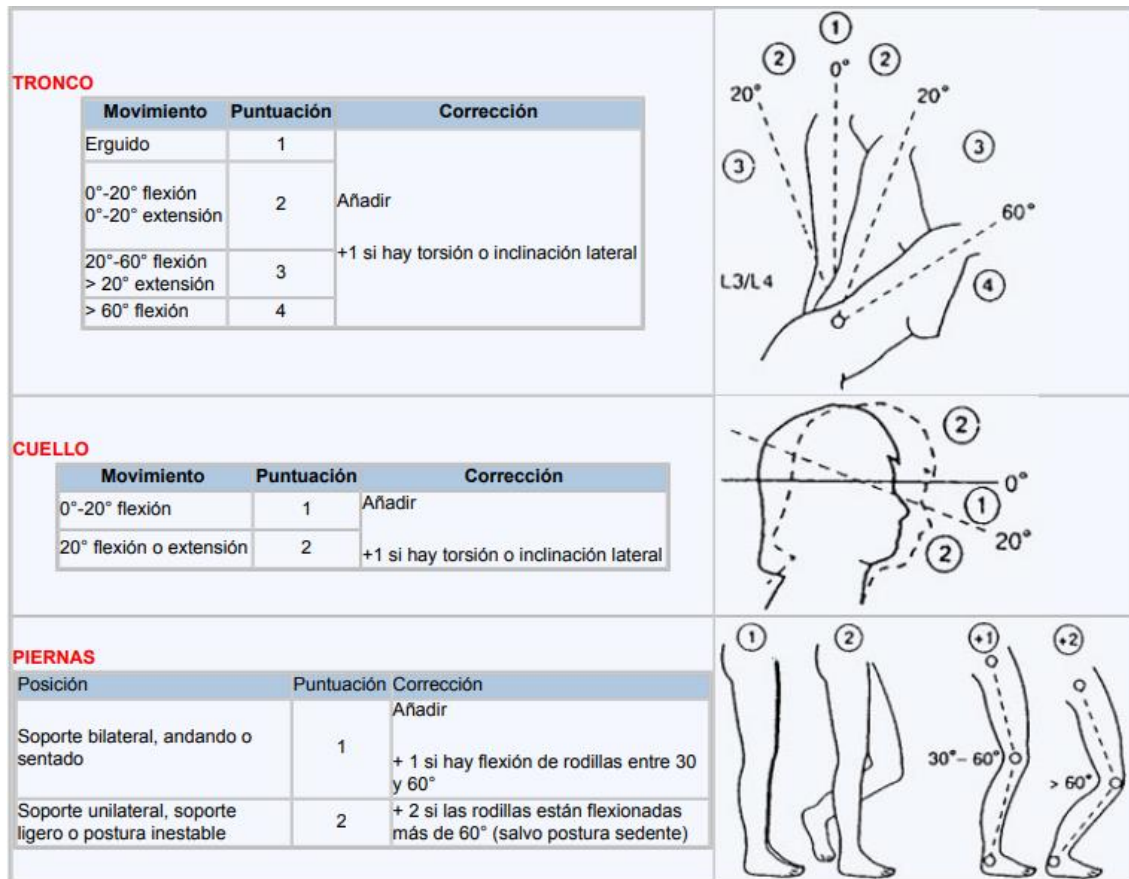 TRONCO
Movimiento Puntuación Corrección
Erguido 1
0°-20° flexión
0°-20° extensión
2
Añadir
+1 si hay torsión o inclinación lateral
20°-60° flexión
> 20° extensión
3
> 60° flexión 4
1
2 0° 2
20° 20°
3 3
60°
L3/L4 4
CUELLO
Movimiento Puntuación Corrección
0°-20° flexión 1
Añadir
20° flexión o extensión 2
+1 si hay torsión o inclinación lateral
2
0°
1
2 20°
PIERNAS
Posición Puntuación Corrección
Soporte bilateral, andando o
sentado
1
Añadir
+ 1 si hay flexión de rodillas entre 30
y 60°
Soporte unilateral, soporte
ligero o postura inestable
2
+ 2 si las rodillas están flexionadas
más de 60° (salvo postura sedente)
1 2 +1 +2
30°- 60°
> 60°